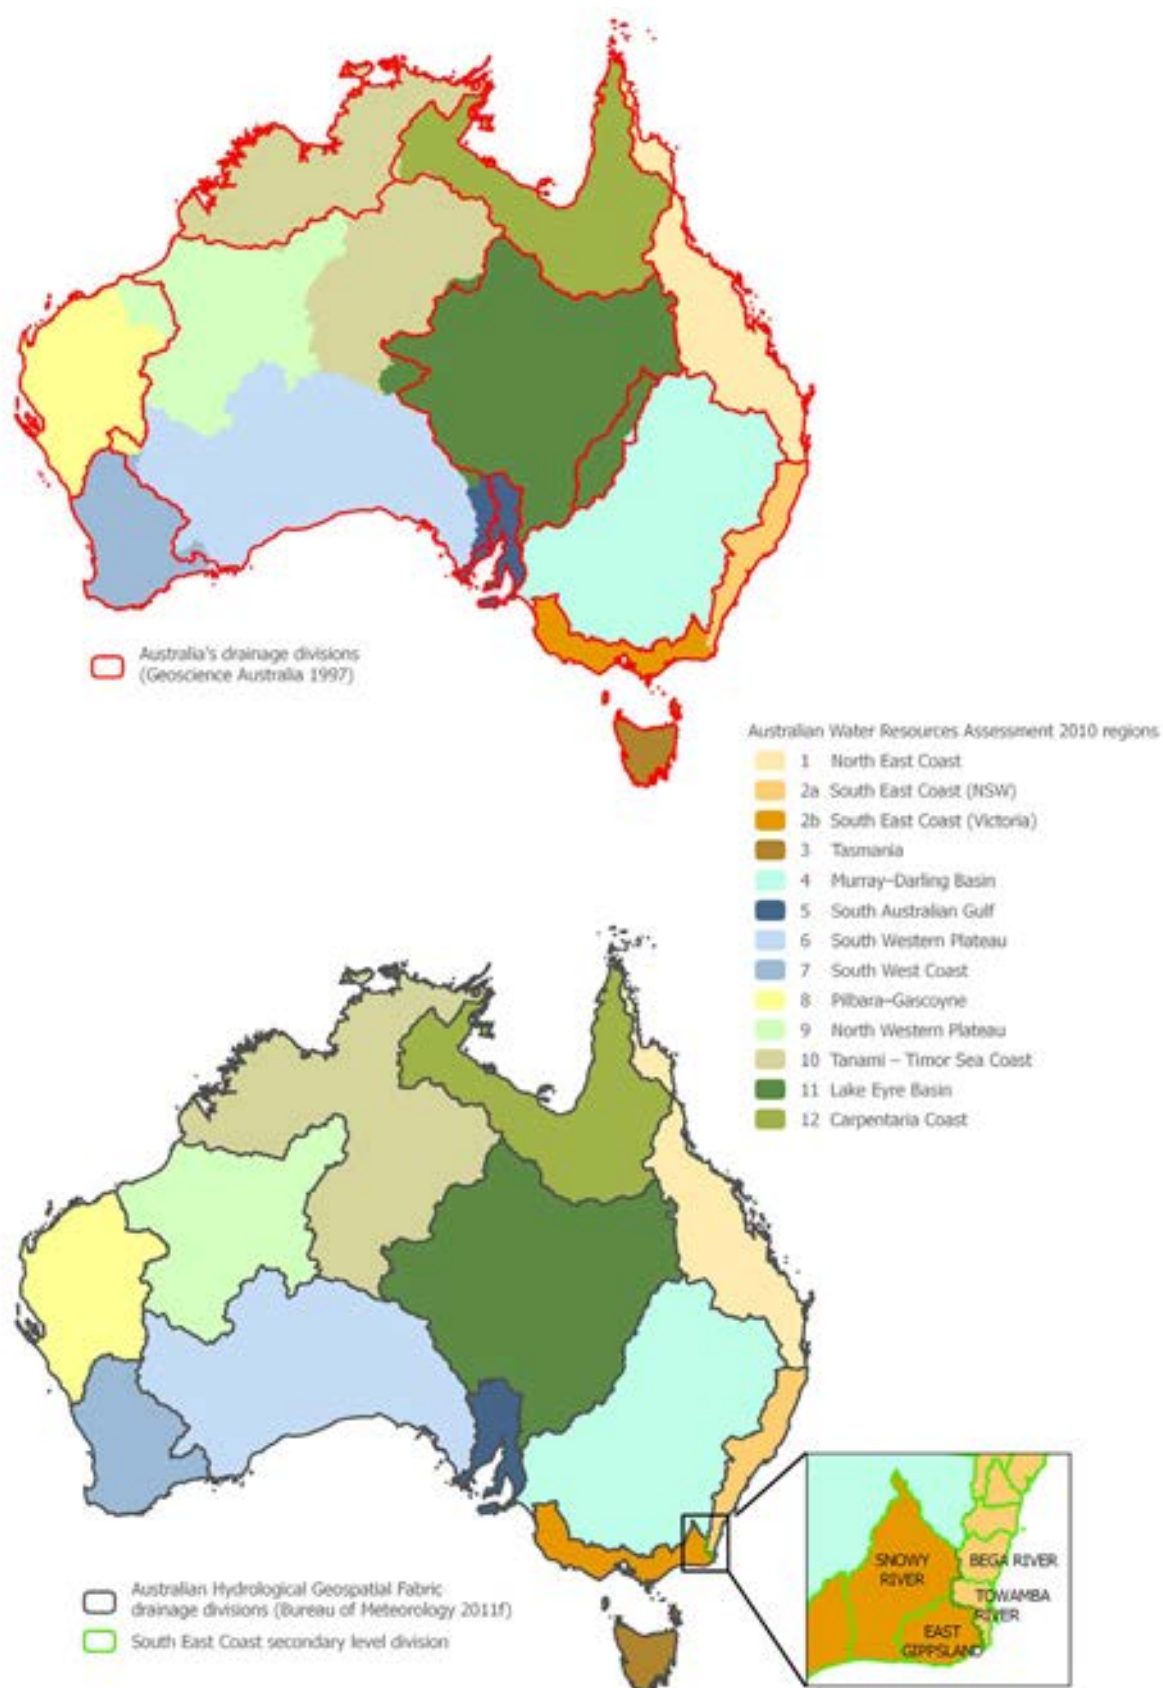 Australia's drainage divisions
(Geoscience Australia 1997)
Australian Water Resources Assessment 2010 regions
1 North East Coast
2a South East Coast (NSW)
2b South East Coast (Victoria)
3 Tasmania
4 Murray–Darling Basin
5 South Australian Gulf
6 South Western Plateau
7 South West Coast
8 Pilbara–Gascoyne
9 North Western Plateau
10 Tanami – Timor Sea Coast
11 Lake Eyre Basin
12 Carpentaria Coast
SNOWY
RIVER
BEGA RIVER
TOWAMBA
RIVER
EAST
GIPPSLAND
Australian Hydrological Geospatial Fabric
drainage divisions (Bureau of Meteorology 2011f)
South East Coast secondary level division